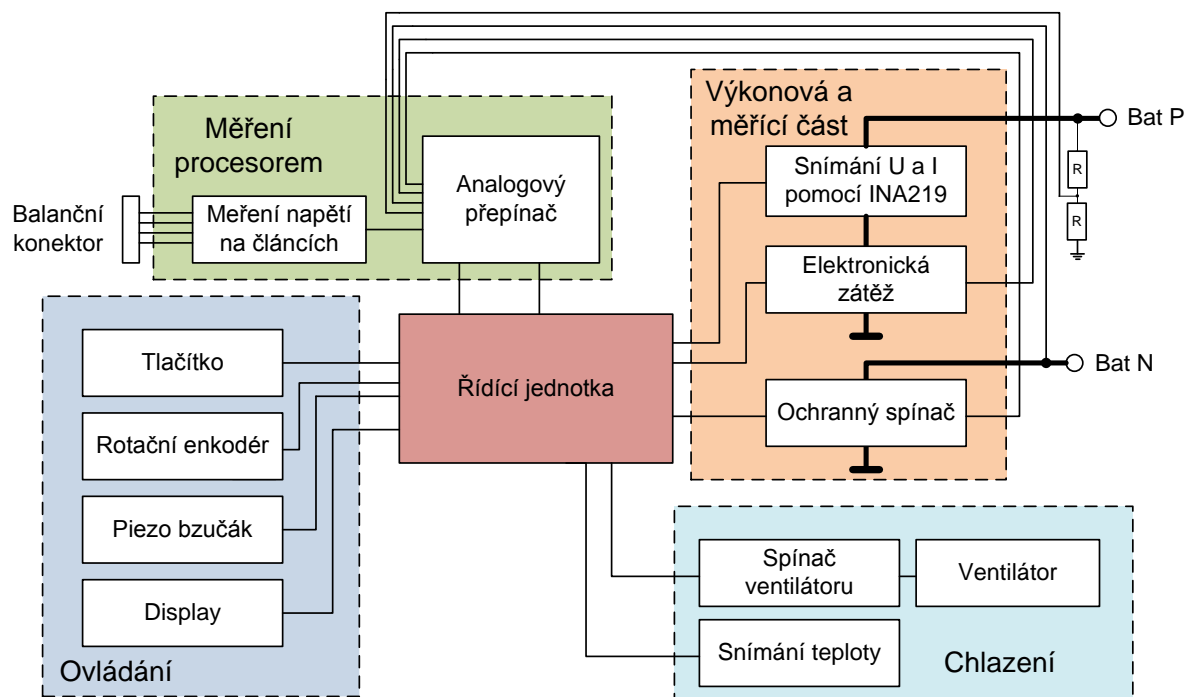 Měření
procesorem
Analogový
přepínač
Meření napětí
na článcích
Balanční
konektor
Výkonová a
měřící část
Bat P
Snímání U a I
pomocí INA219
R
R
Elektronická
zátěž
Bat N
Ochranný spínač
Řídící jednotka
Tlačítko
Rotační enkodér
Piezo bzučák
Display
Ovládání
Spínač
ventilátoru
Ventilátor
Snímání teploty
Chlazení